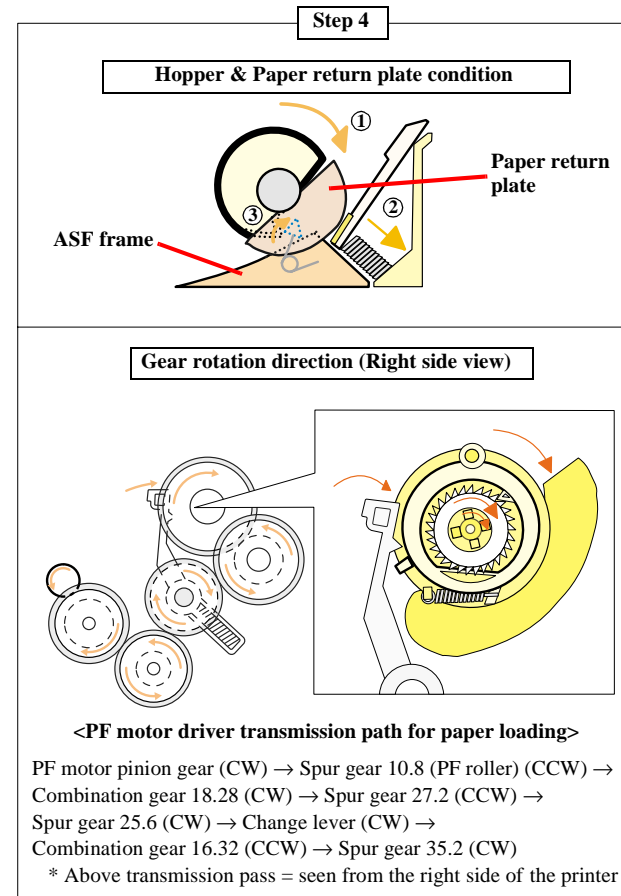 Step 4
Hopper & Paper return plate condition
①
Paper return
plate
②
③
ASF frame
Gear rotation direction (Right side view)
<PF motor driver transmission path for paper loading>
PF motor pinion gear (CW) → Spur gear 10.8 (PF roller) (CCW) →
Combination gear 18.28 (CW) → Spur gear 27.2 (CCW) →
Spur gear 25.6 (CW) → Change lever (CW) →
Combination gear 16.32 (CCW) → Spur gear 35.2 (CW)
* Above transmission pass = seen from the right side of the printer